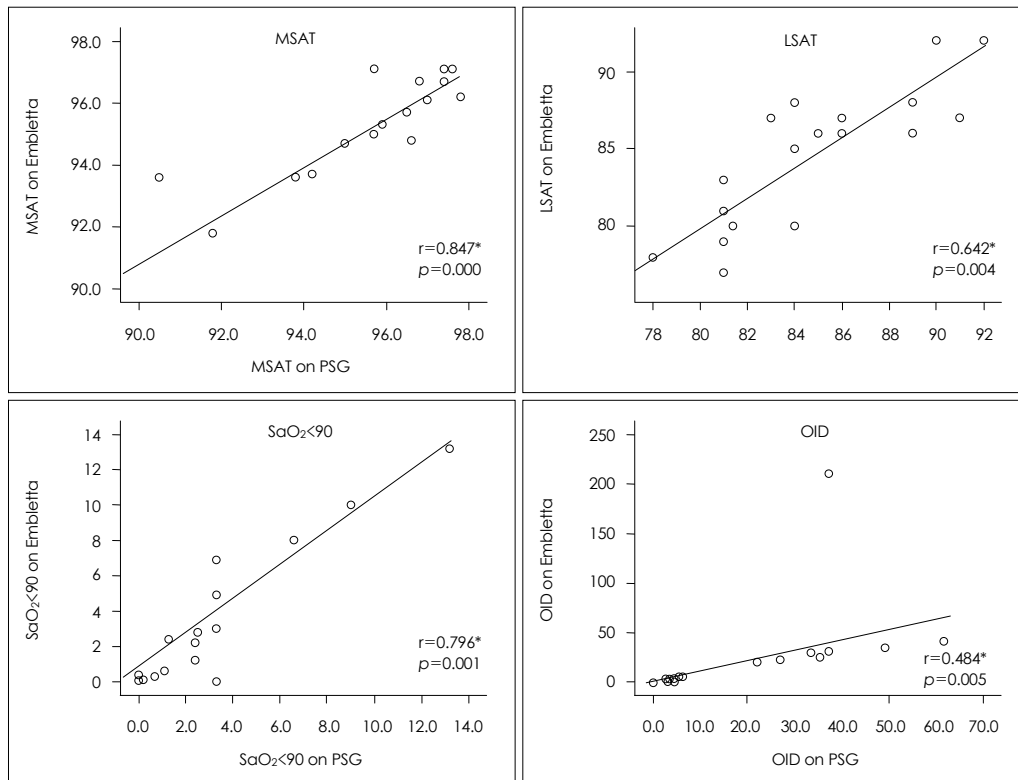 MSAT
98.0
96.0
94.0
92.0
90.0
MSAT on Embletta
r=0.847*
p=0.000
90.0 92.0 94.0 96.0 98.0
MSAT on PSG
LSAT
90
85
80
LSAT on Embletta
r=0.642*
p=0.004
78 80 82 84 86 88 90 92
SaO₂<90
14
12
10
8
6
4
2
0
SaO₂<90 on Embletta
r=0.796*
p=0.001
0.0 2.0 4.0 6.0 8.0 10.0 12.0 14.0
SaO₂<90 on PSG
OID
250
200
150
100
50
0
OID on Embletta
r=0.484*
p=0.005
0.0 10.0 20.0 30.0 40.0 50.0 60.0 70.0
OID on PSG